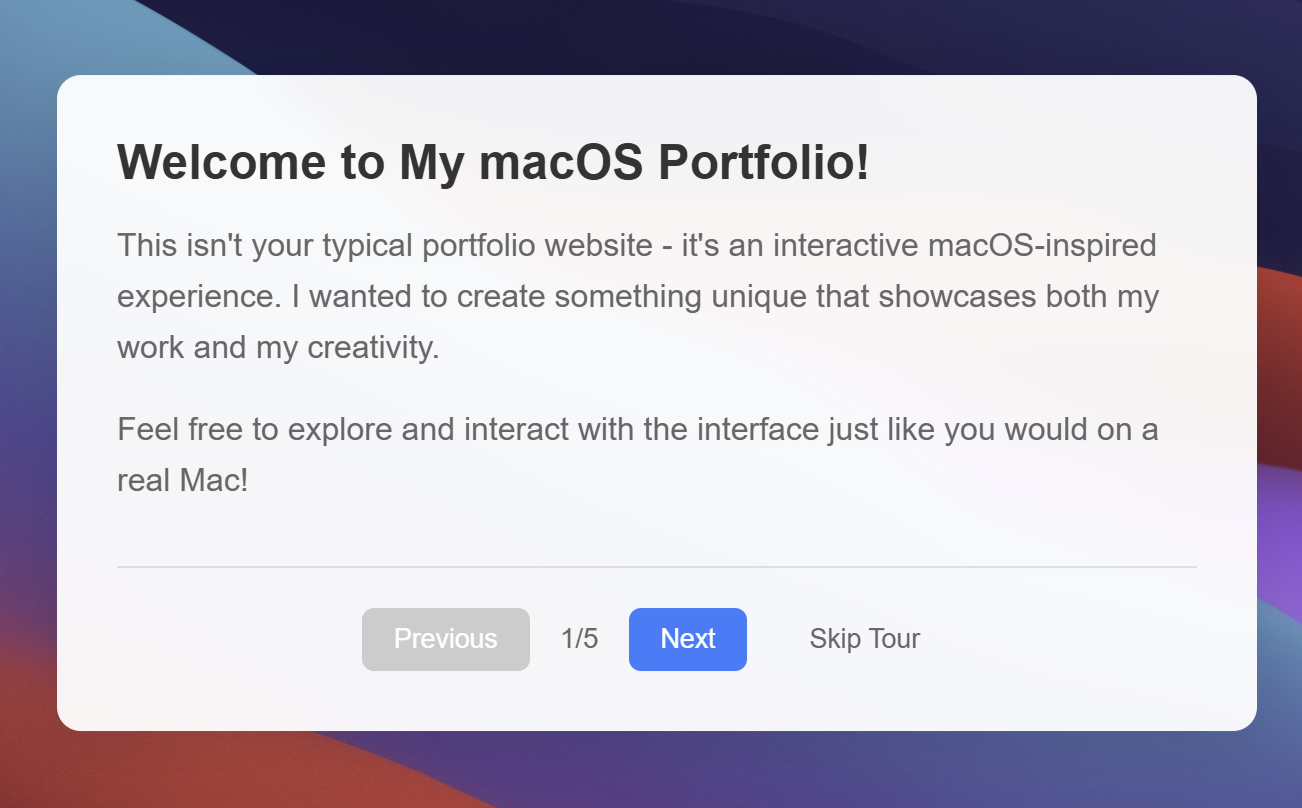 Welcome to My macOS Portfolio!
This isn't your typical portfolio website - it's an interactive macOS-inspired
experience. I wanted to create something unique that showcases both my
work and my creativity.
Feel free to explore and interact with the interface just like you would on a
real Mac!
Previous 1/5 Next Skip Tour